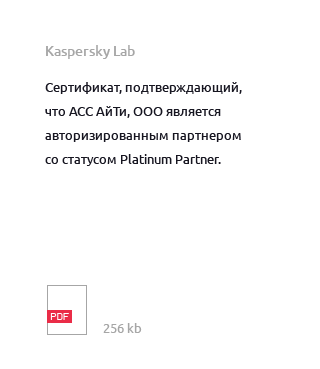 Kaspersky Lab
Сертификат, подтверждающий,
что АСС АйТи, ООО является
авторизированным партнером
со статусом Platinum Partner.
PDF
256 kb